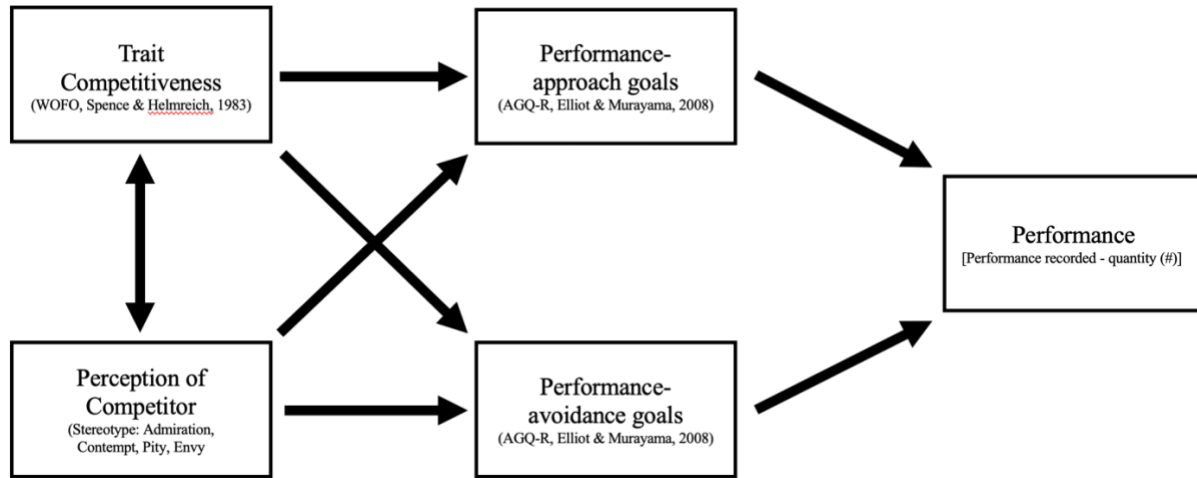 Trait
Competitiveness
(WOFO, Spence & Helmreich, 1983)
Performance-
approach goals
(AGQ-R, Elliot & Murayama, 2008)
Performance
[Performance recorded - quantity (#)]
Perception of
Competitor
(Stereotype: Admiration,
Contempt, Pity, Envy
Performance-
avoidance goals
(AGQ-R, Elliot & Murayama, 2008)